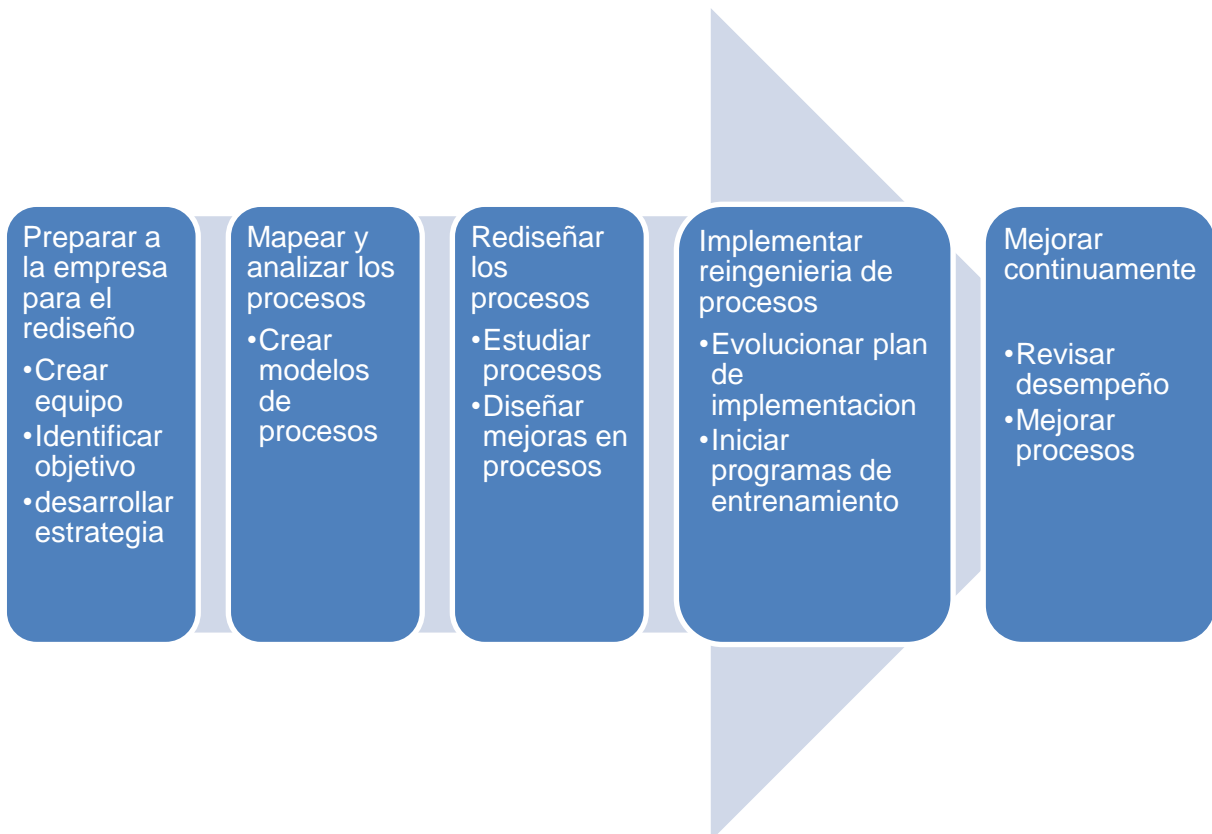 Preparar a
la empresa
para el
rediseño
•Crear
equipo
•Identificar
objetivo
•desarrollar
estrategia
Mapear y
analizar los
procesos
•Crear
modelos
de
procesos
Rediseñar
los
procesos
•Estudiar
procesos
•Diseñar
mejoras en
procesos
Implementar
reingenieria de
procesos
•Evolucionar plan
de
implementacion
•Iniciar
programas de
entrenamiento
Mejorar
continuamente
•Revisar
desempeño
•Mejorar
procesos